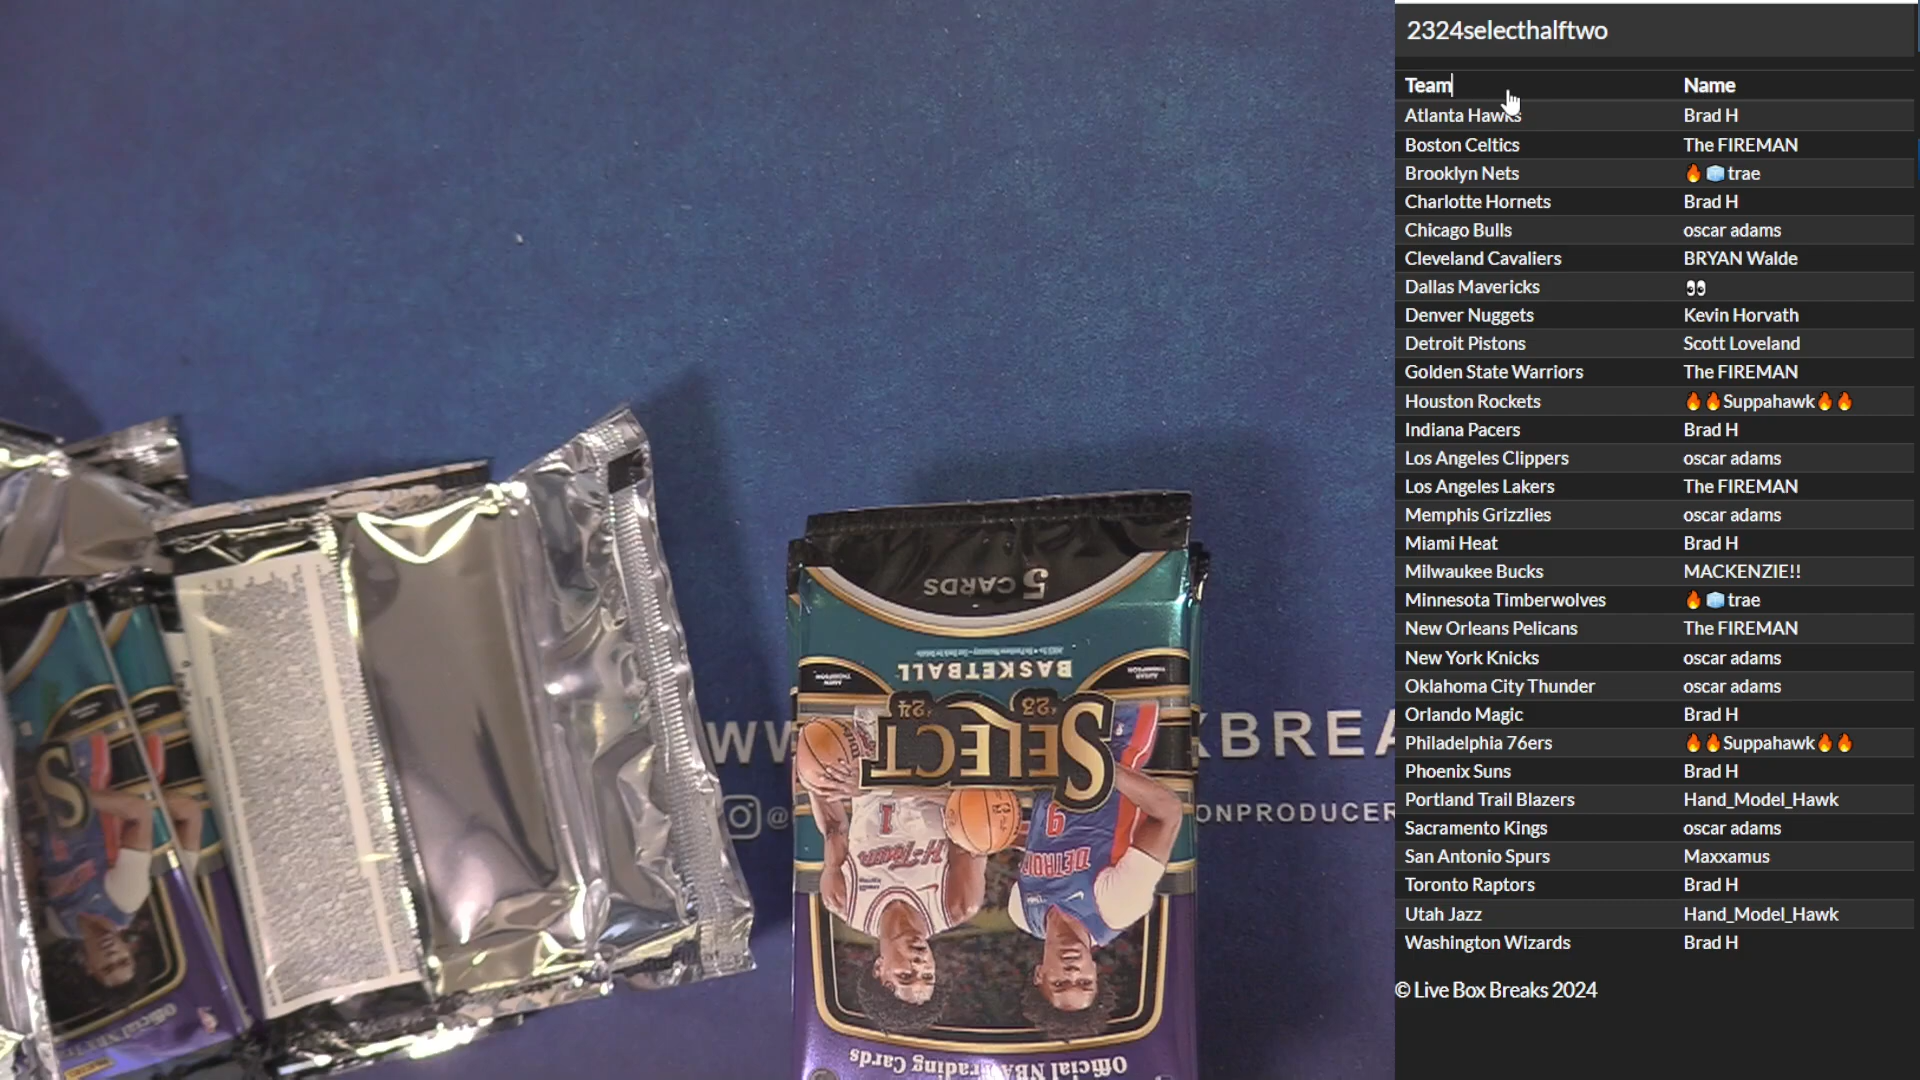 2324selecthalftwo
Team Name
Atlanta Hawks Brad H
Boston Celtics The FIREMAN
Brooklyn Nets 🔥🧊trae
Charlotte Hornets Brad H
Chicago Bulls oscar adams
Cleveland Cavaliers BRYAN Walde
Dallas Mavericks 👀
Denver Nuggets Kevin Horvath
Detroit Pistons Scott Loveland
Golden State Warriors The FIREMAN
Houston Rockets 🔥🔥Suppahawk🔥🔥
Indiana Pacers Brad H
Los Angeles Clippers oscar adams
Los Angeles Lakers The FIREMAN
Memphis Grizzlies oscar adams
Miami Heat Brad H
Milwaukee Bucks MACKENZIE!!
Minnesota Timberwolves 🔥🧊trae
New Orleans Pelicans The FIREMAN
New York Knicks oscar adams
Oklahoma City Thunder oscar adams
Orlando Magic Brad H
Philadelphia 76ers 🔥🔥Suppahawk🔥🔥
Phoenix Suns Brad H
Portland Trail Blazers Hand_Model_Hawk
Sacramento Kings oscar adams
San Antonio Spurs Maxxamus
Toronto Raptors Brad H
Utah Jazz Hand_Model_Hawk
Washington Wizards Brad H
© Live Box Breaks 2024
5 CARDS
BASKETBALL
'23 '24
SELECT
DETROIT
9
H-Town
1
Official NBA Trading Cards
WW
XBREA
@
ONPRODUCER